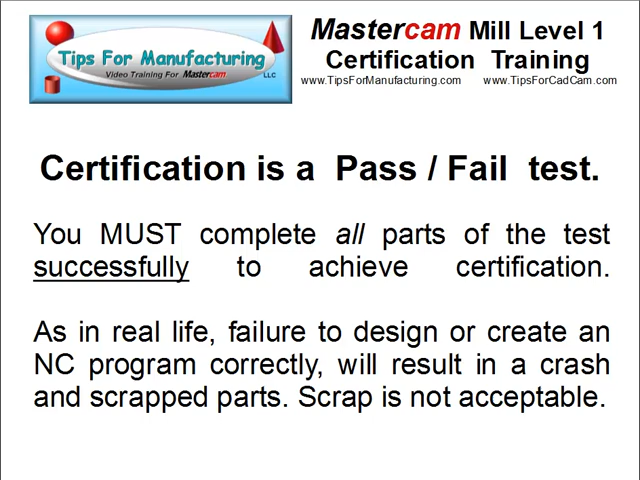 Tips For Manufacturing
Video Training For Mastercam LLC
Mastercam Mill Level 1
Certification Training
www.TipsForManufacturing.com www.TipsForCadCam.com
Certification is a Pass / Fail test.
You MUST complete all parts of the test
successfully to achieve certification.
As in real life, failure to design or create an
NC program correctly, will result in a crash
and scrapped parts. Scrap is not acceptable.